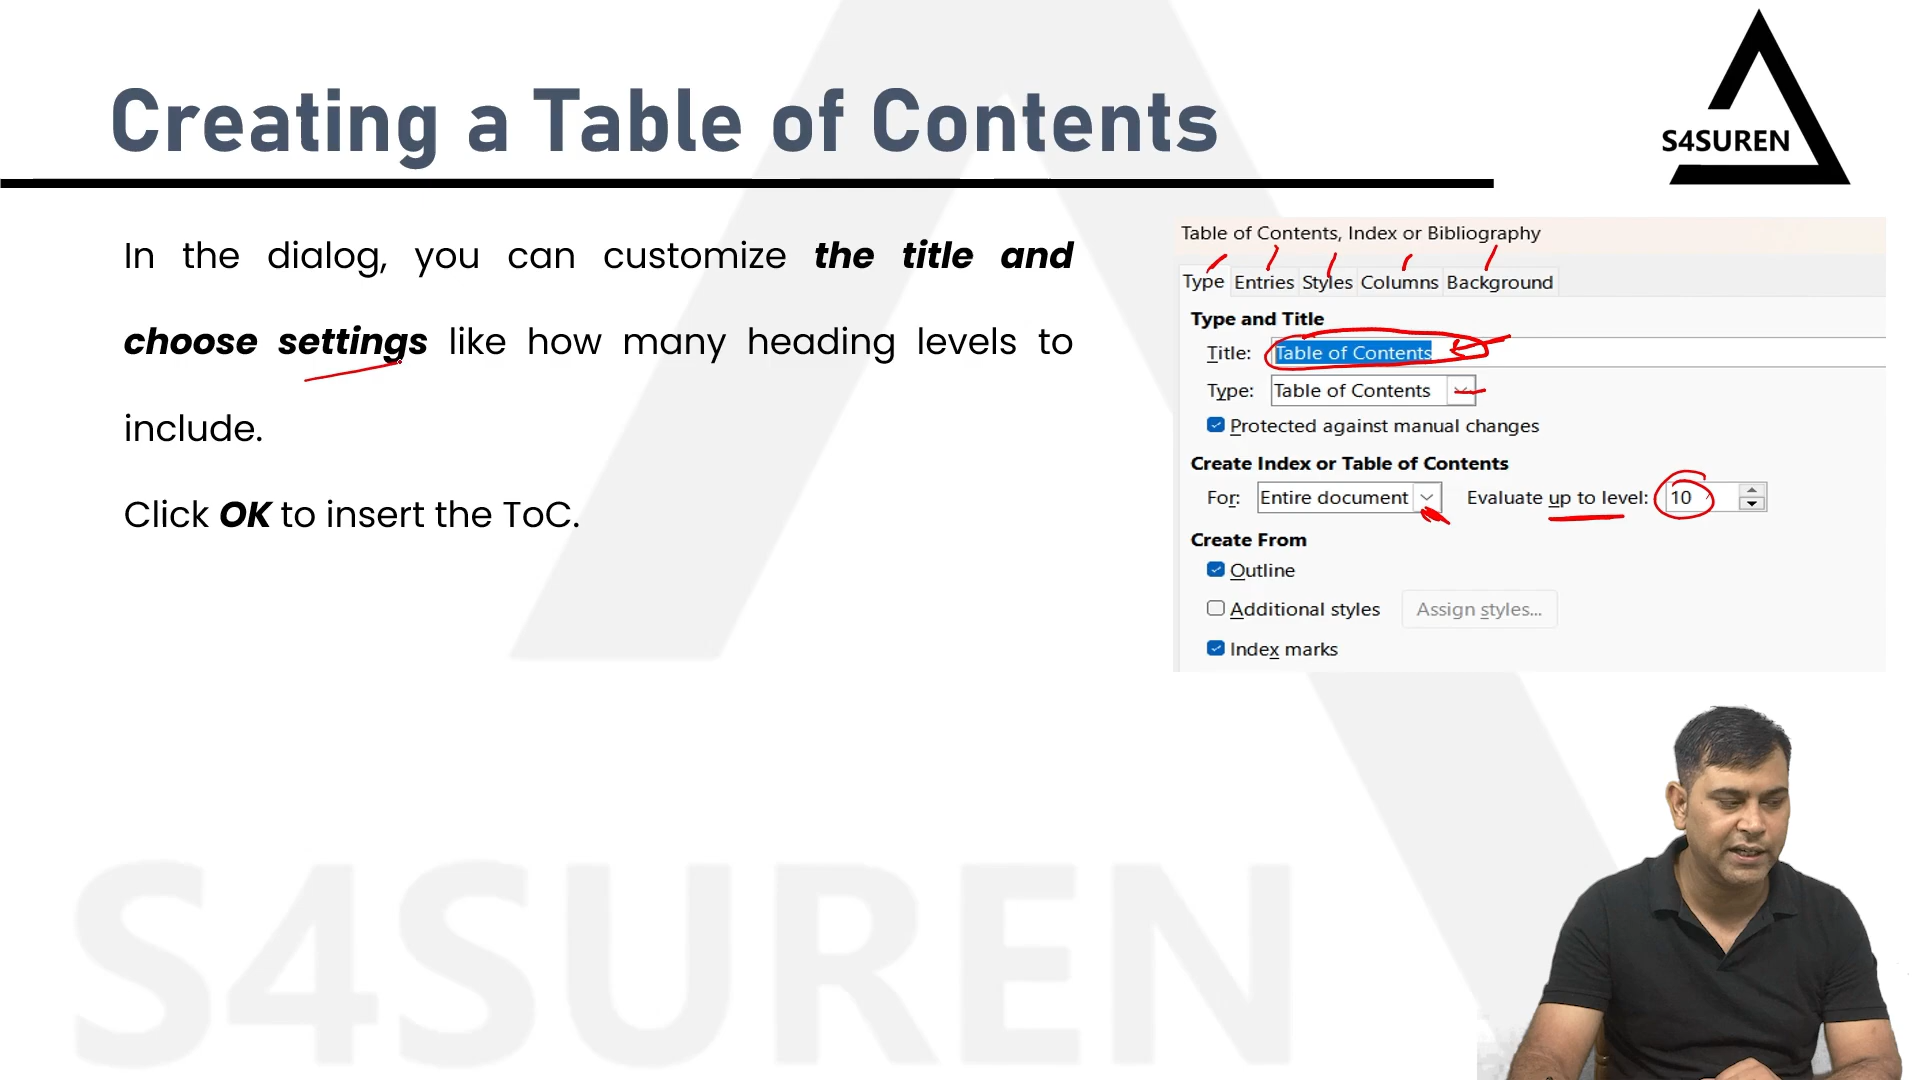 Creating a Table of Contents
S4SUREN
In the dialog, you can customize the title and
choose settings like how many heading levels to
include.
Click OK to insert the ToC.
Table of Contents, Index or Bibliography
Type Entries Styles Columns Background
Type and Title
Title: Table of Contents
Type: Table of Contents
Protected against manual changes
Create Index or Table of Contents
For: Entire document Evaluate up to level: 10
Create From
Outline
Additional styles Assign styles...
Index marks
S4SUREN